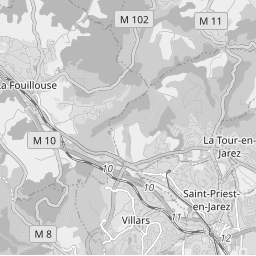 M 102
M 11
La Fouillouse
M 10
La Tour-en-
Jarez
10
10
Saint-Priest-
en-Jarez
M 8
Villars
11
12